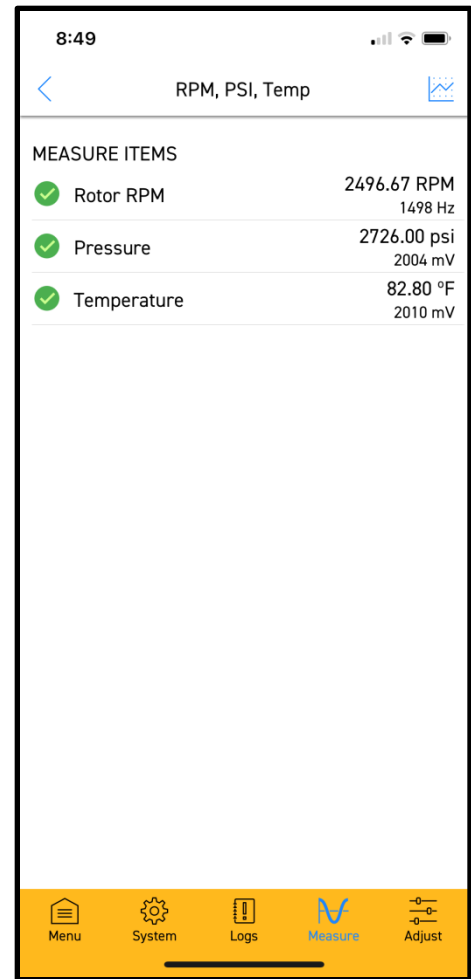 8:49
RPM, PSI, Temp
MEASURE ITEMS
Rotor RPM
2496.67 RPM
1498 Hz
Pressure
2726.00 psi
2004 mV
Temperature
82.80 °F
2010 mV
Menu
System
Logs
Measure
Adjust